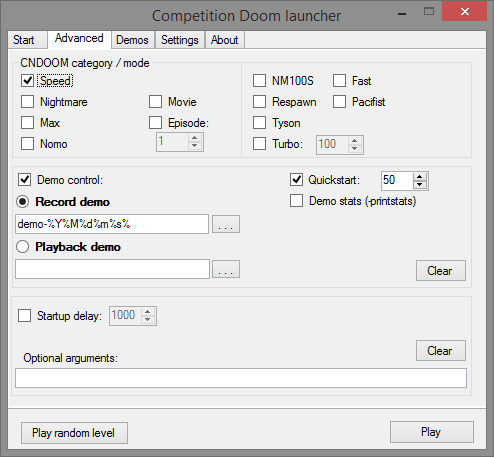 Competition Doom launcher
Start Advanced Demos Settings About
CNDOOM category / mode
Speed NM100S Fast
Nightmare Movie Respawn Pacifist
Max Episode: Tyson
Nomo 1 Turbo: 100
Demo control: Quickstart: 50
Record demo Demo stats (-printstats)
demo-%Y%M%d%m%s% ...
Playback demo
... Clear
Startup delay: 1000
Clear
Optional arguments:
Play random level Play